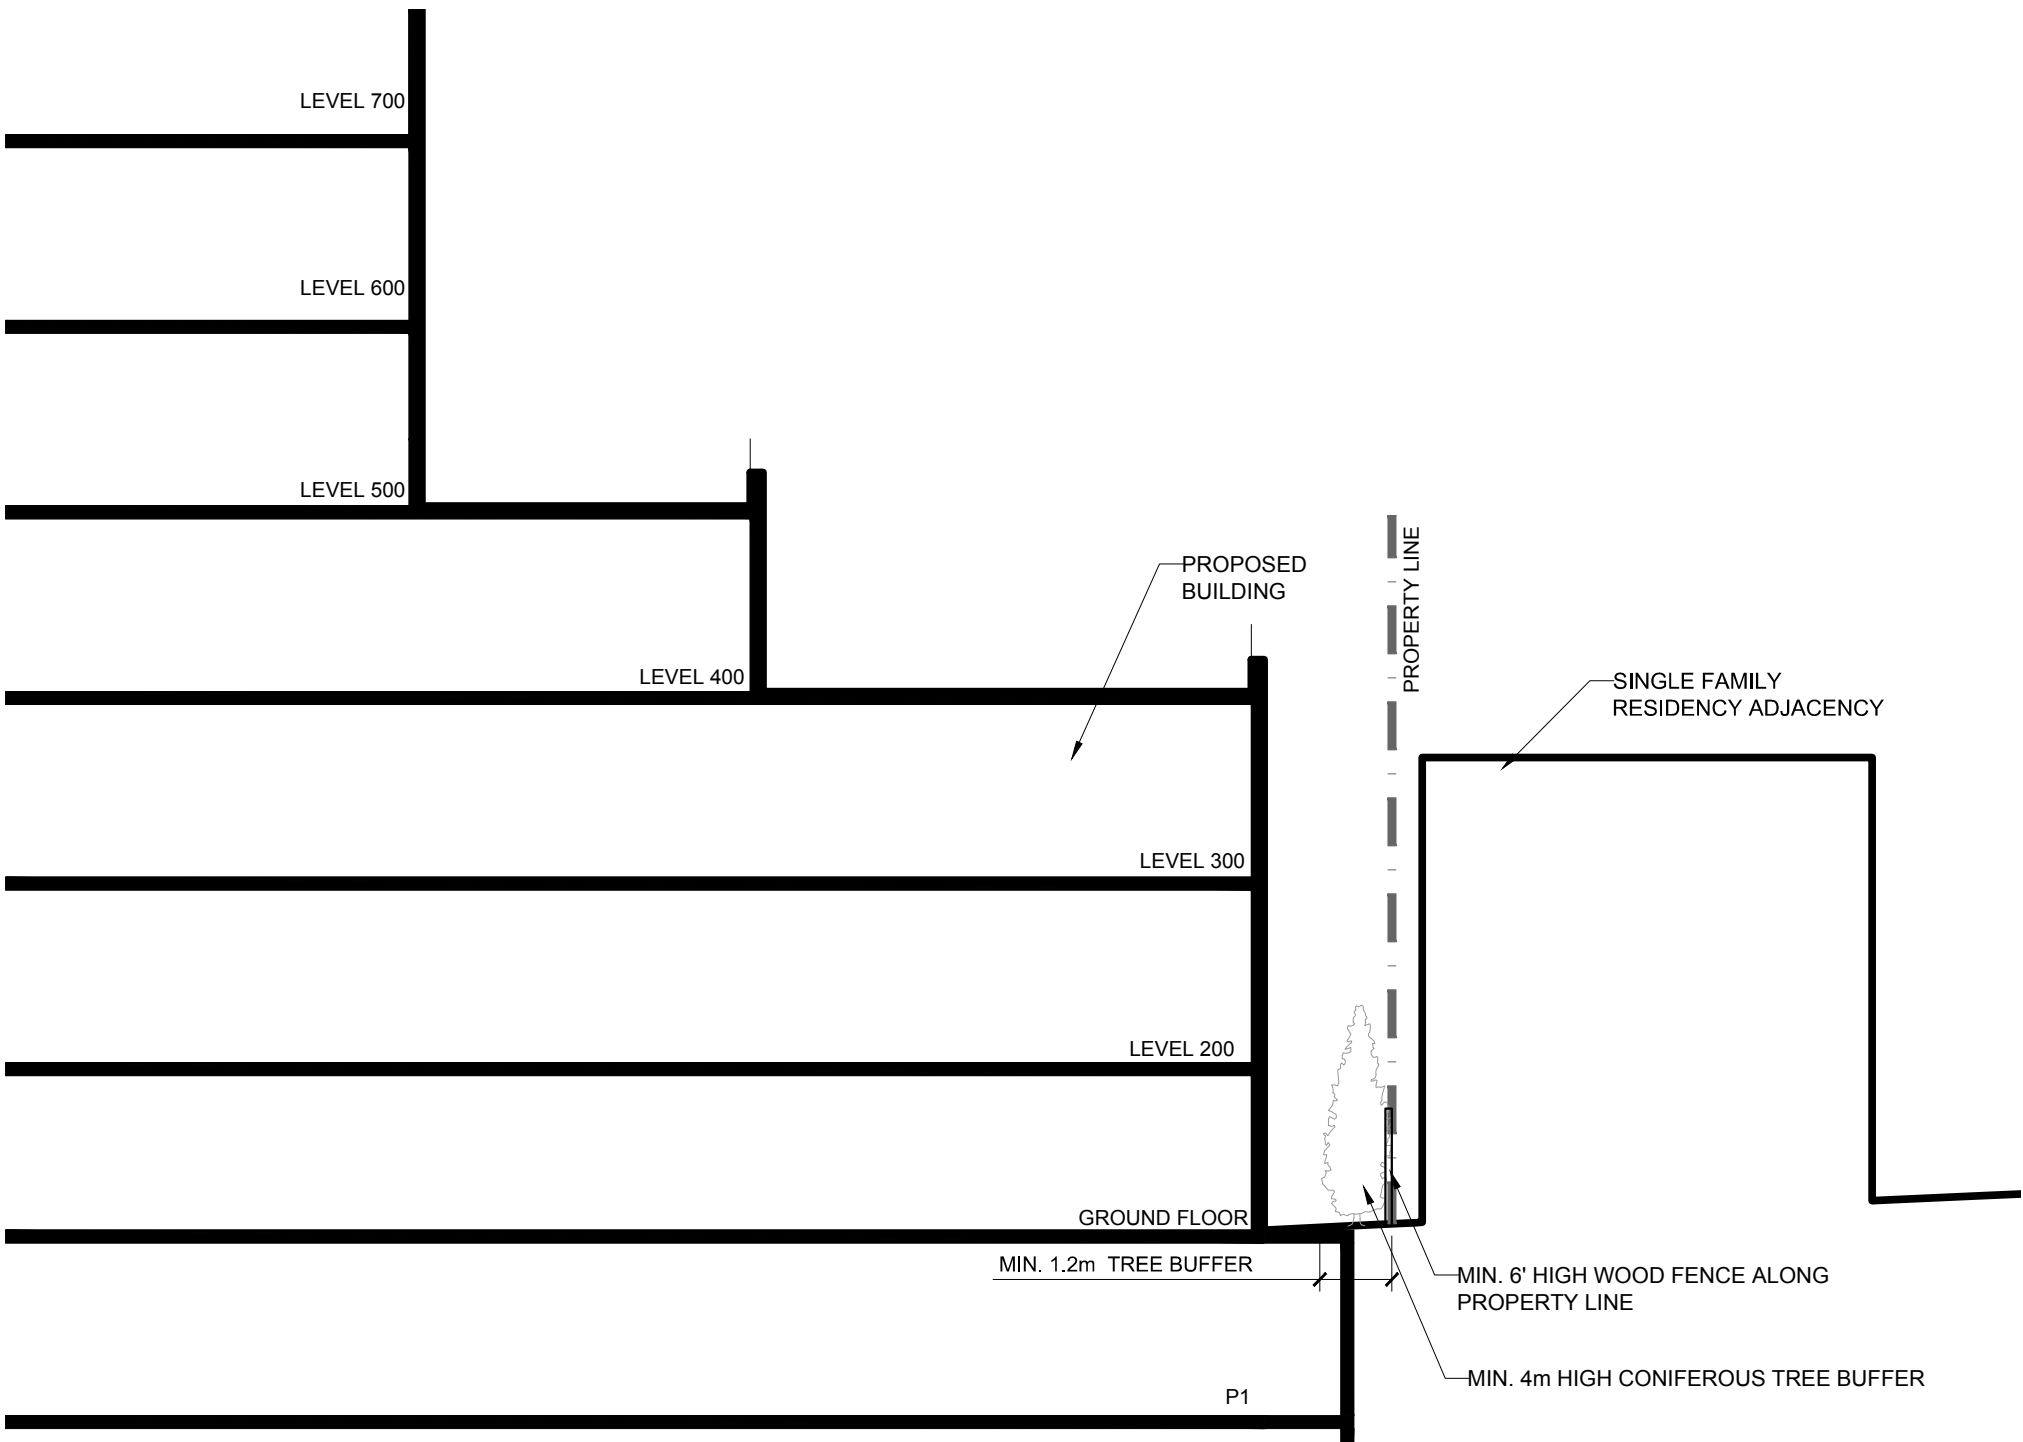 LEVEL 700
LEVEL 600
LEVEL 500
PROPERTY LINE
PROPOSED
BUILDING
LEVEL 400
SINGLE FAMILY
RESIDENCY ADJACENCY
LEVEL 300
LEVEL 200
GROUND FLOOR
MIN. 1.2m TREE BUFFER
MIN. 6' HIGH WOOD FENCE ALONG
PROPERTY LINE
MIN. 4m HIGH CONIFEROUS TREE BUFFER
P1